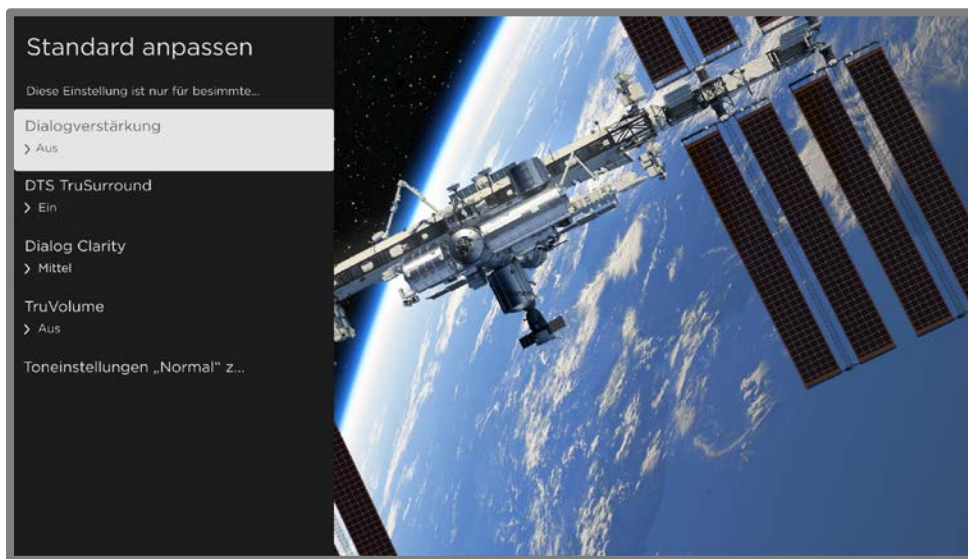 Standard anpassen
Diese Einstellung ist nur für besimmte...
Dialogverstärkung
Aus
DTS TruSurround
Ein
Dialog Clarity
Mittel
TruVolume
Aus
Toneinstellungen „Normal“ z...